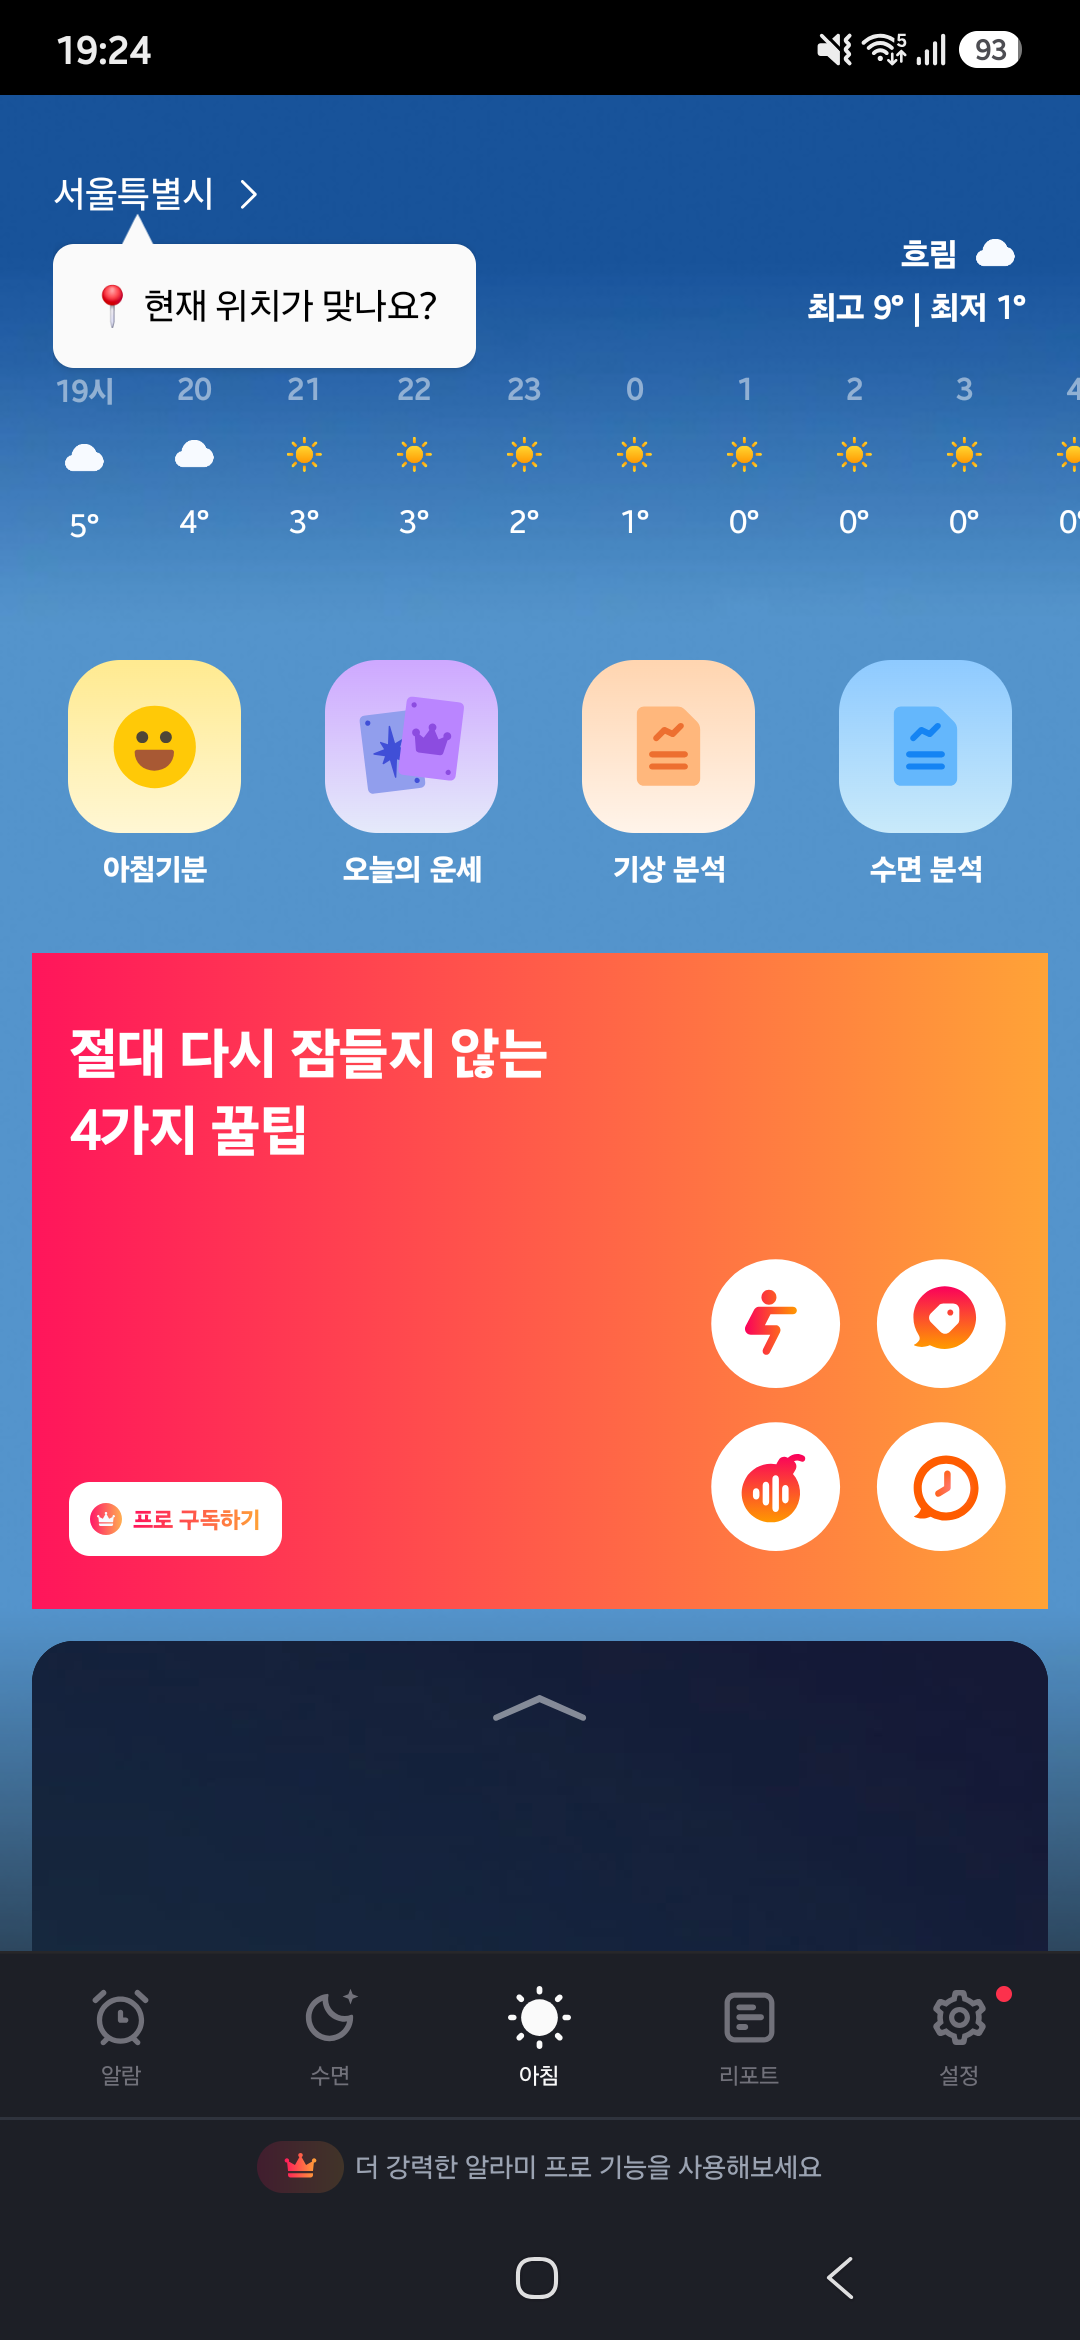 19:24
5
93
서울특별시
현재 위치가 맞나요?
흐림
최고 9° | 최저 1°
19시 20 21 22 23 0 1 2 3 4
5° 4° 3° 3° 2° 1° 0° 0° 0° 0°
아침기분 오늘의 운세 기상 분석 수면 분석
절대 다시 잠들지 않는
4가지 꿀팁
프로 구독하기
알람 수면 아침 리포트 설정
더 강력한 알라미 프로 기능을 사용해보세요